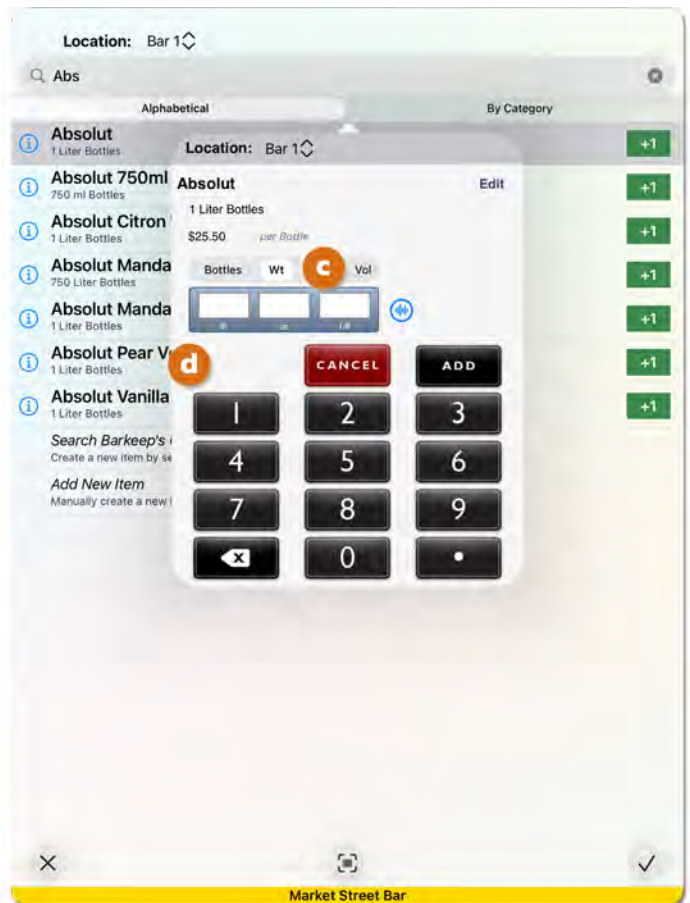 Location: Bar 1
Abs
Alphabetical By Category
Absolut
1 Liter Bottles
+1
Absolut 750ml
750 ml Bottles
+1
Absolut Citron
1 Liter Bottles
+1
Absolut Manda
750 Liter Bottles
+1
Absolut Manda
1 Liter Bottles
+1
Absolut Pear
1 Liter Bottles
+1
Absolut Vanilla
1 Liter Bottles
+1
Search Barkeep's
Create a new item by se
Add New Item
Manually create a new
Location: Bar 1
Absolut Edit
1 Liter Bottles
$25.50 per Bottle
Bottles Wt c Vol
oz
d
CANCEL ADD
1 2 3
4 5 6
7 8 9
x 0 .
Market Street Bar